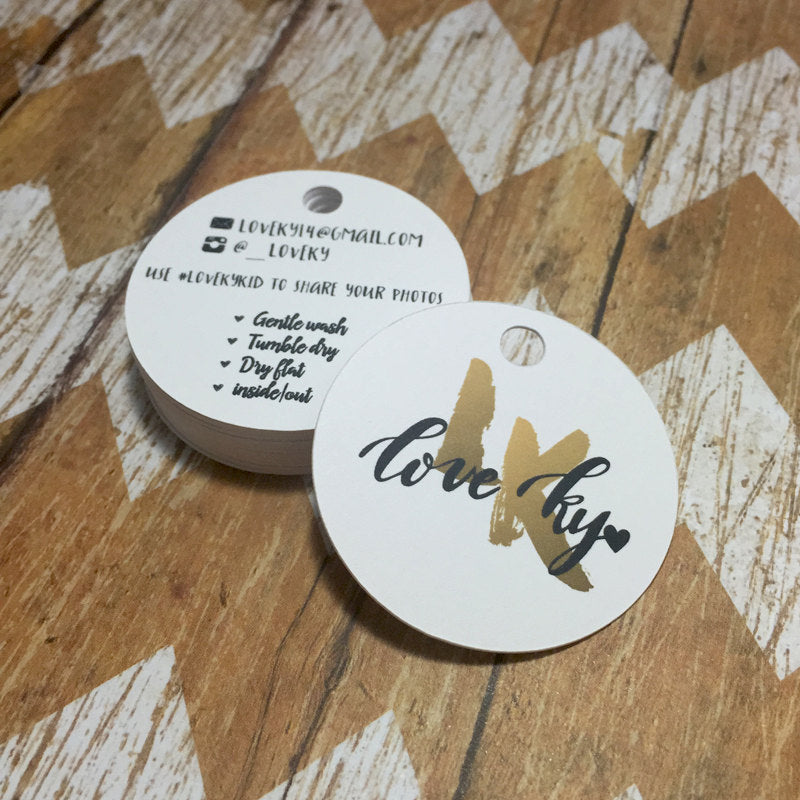 LOVEKY14@GMAIL.COM
@__LOVEKY
USE #LOVEKYKID TO SHARE YOUR PHOTOS
Gentle wash
Tumble dry
Dry flat
inside/out
LK
love ky